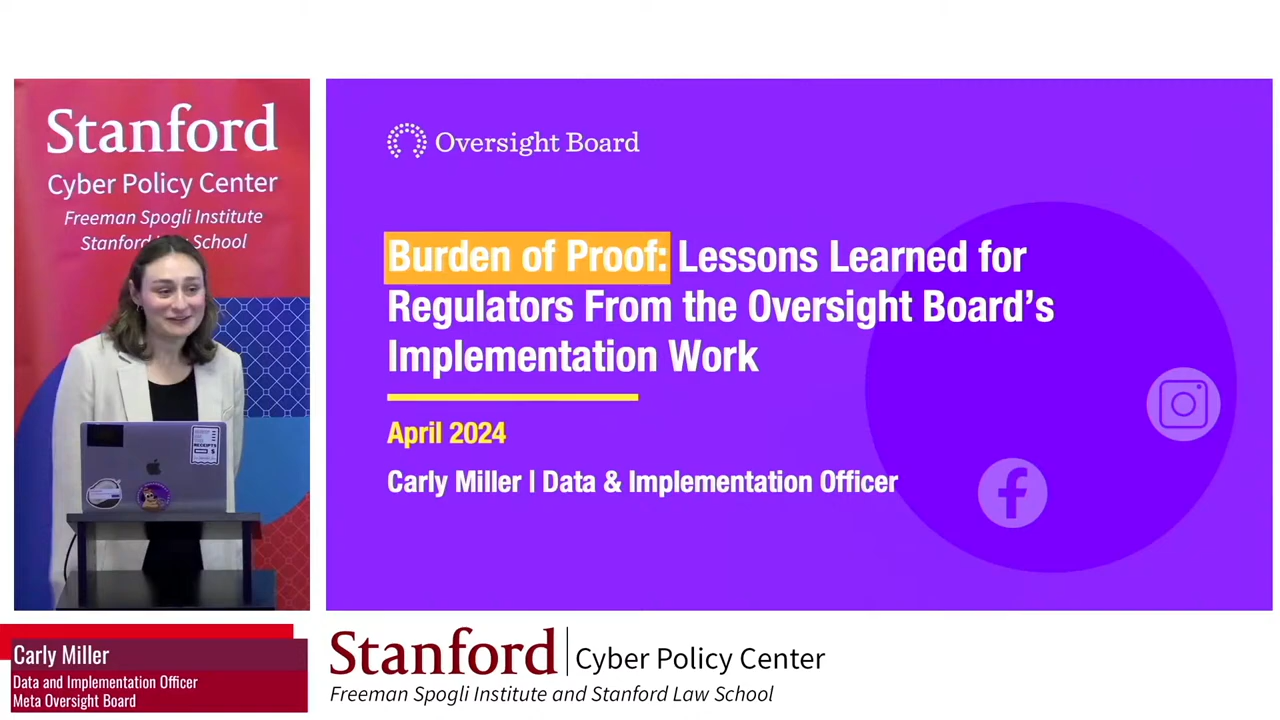 Stanford
Cyber Policy Center
Freeman Spogli Institute
Stanford School
Oversight Board
Burden of Proof: Lessons Learned for
Regulators From the Oversight Board's
Implementation Work
April 2024
Carly Miller | Data & Implementation Officer
RECEIPTS
Carly Miller
Data and Implementation Officer
Meta Oversight Board
Stanford | Cyber Policy Center
Freeman Spogli Institute and Stanford Law School